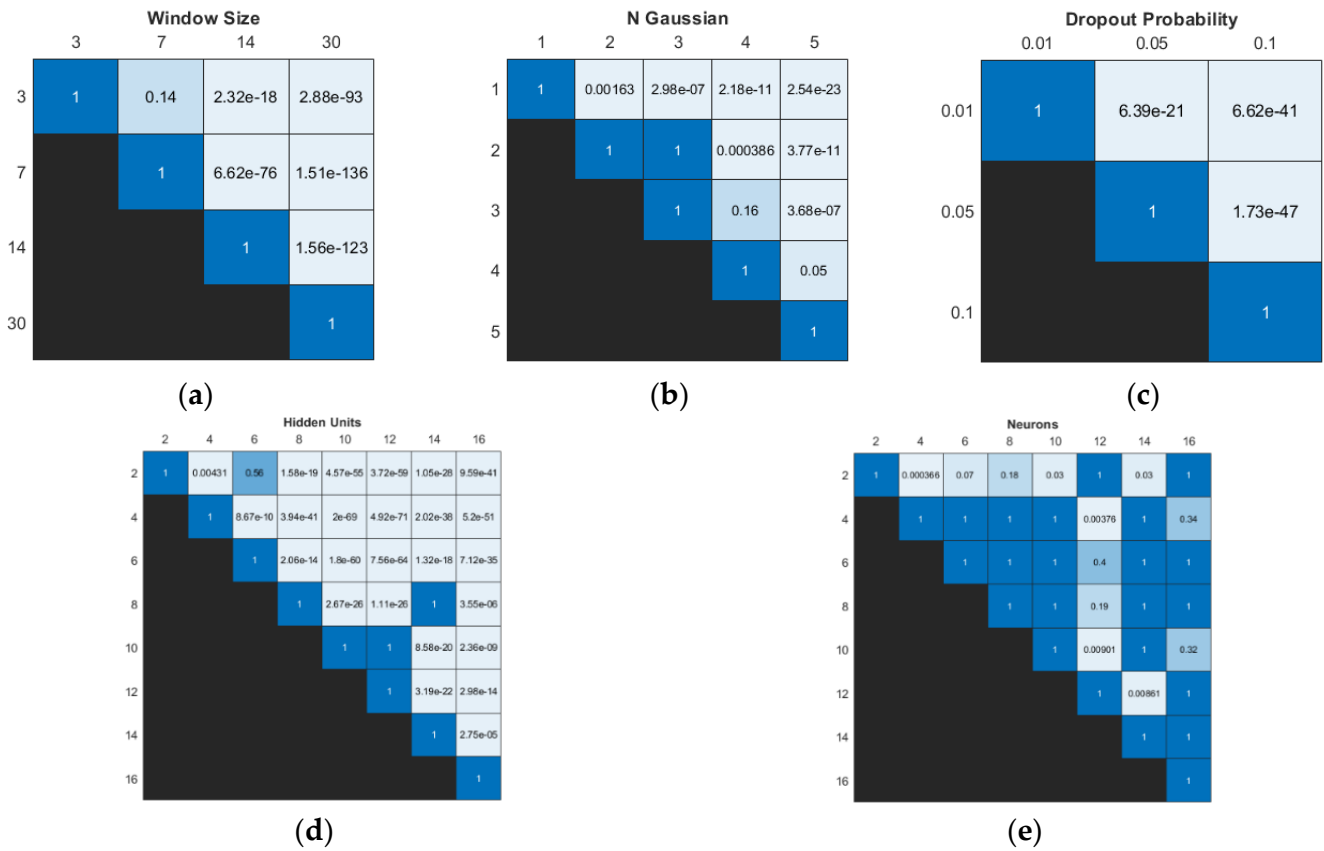 Window Size
3 7 14 30
3 1 0.14 2.32e-18 2.88e-93
7 1 6.62e-76 1.51e-136
14 1 1.56e-123
30 1
(a)
N Gaussian
1 2 3 4 5
1 1 0.00163 2.98e-07 2.18e-11 2.54e-23
2 1 1 0.000386 3.77e-11
3 1 0.16 3.68e-07
4 1 0.05
5 1
(b)
Dropout Probability
0.01 0.05 0.1
0.01 1 6.39e-21 6.62e-41
0.05 1 1.73e-47
0.1 1
(c)
Hidden Units
2 4 6 8 10 12 14 16
2 1 0.00431 0.56 1.58e-19 4.57e-55 3.72e-59 1.05e-28 9.59e-41
4 1 8.67e-10 3.94e-41 2e-69 4.92e-71 2.02e-38 5.2e-51
6 1 2.06e-14 1.8e-60 7.56e-64 1.32e-18 7.12e-35
8 1 2.67e-26 1.11e-26 1 3.55e-06
10 1 1 8.58e-20 2.36e-09
12 1 3.19e-22 2.98e-14
14 1 2.75e-05
16 1
(d)
Neurons
2 4 6 8 10 12 14 16
2 1 0.000366 0.07 0.18 0.03 1 0.03 1
4 1 1 1 1 0.00376 1 0.34
6 1 1 1 0.4 1 1
8 1 1 0.19 1 1
10 1 0.00901 1 0.32
12 1 0.00861 1
14 1 1
16 1
(e)